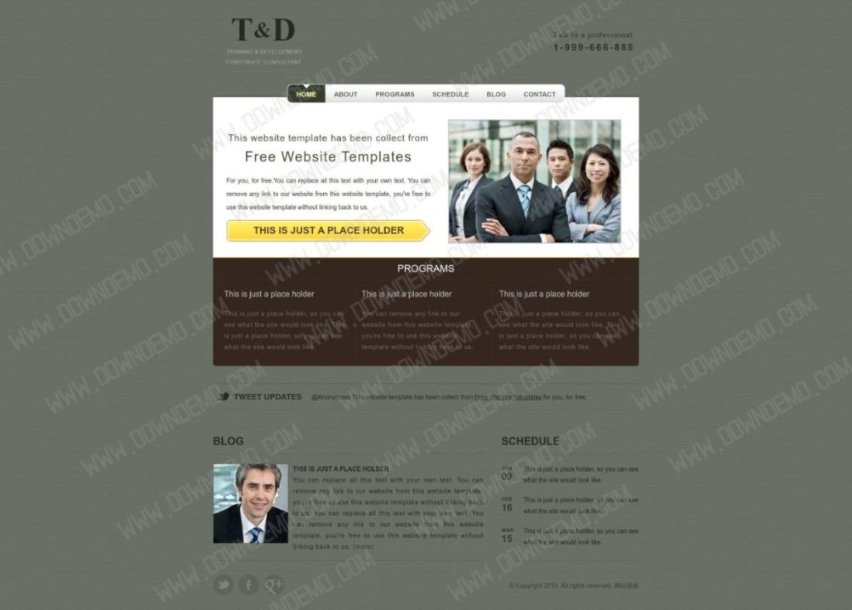 T&D
TRAINING & DEVELOPMENT
CORPORATE CONSULTANT
Talk to a professional
1-999-666-888
HOME ABOUT PROGRAMS SCHEDULE BLOG CONTACT
This website template has been collect from
Free Website Templates
For you, for free.You can replace all this text with your own text. You can
remove any link to our website from this website template, you're free to
use this website template without linking back to us.
THIS IS JUST A PLACE HOLDER
PROGRAMS
This is just a place holder
This is just a place holder, so you can
see what the site would look like. This
is just a place holder, so you can see
what the site would look like.
This is just a place holder
You can remove any link to our
website from this website template,
you're free to use this website
template without linking back to us.
This is just a place holder
This is just a place holder, so you can
see what the site would look like. This
is just a place holder, so you can see
what the site would look like.
TWEET UPDATES @Anonymous This website template has been collect from Free Website Templates for you, for free.
BLOG
THIS IS JUST A PLACE HOLDER
You can replace all this text with your own text. You can
remove any link to our website from this website template,
you're free to use this website template without linking back
to us. You can replace all this text with your own text. You
can remove any link to our website from this website
template, you're free to use this website template without
linking back to us. (more)
SCHEDULE
JAN
09
This is just a place holder, so you can see
what the site would look like.
FEB
16
This is just a place holder, so you can see
what the site would look like.
MAR
15
This is just a place holder, so you can see
what the site would look like.
© Copyright 2012. All rights reserved.
WWW.DOWNDEMO.COM